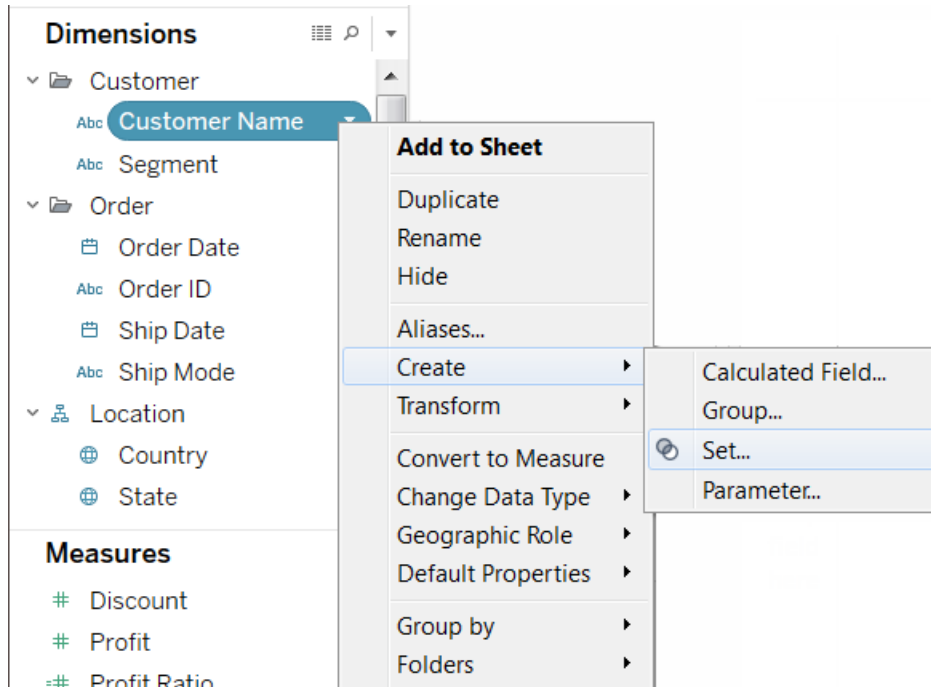 Dimensions
Customer
Abc Customer Name
Abc Segment
Order
Order Date
Abc Order ID
Ship Date
Abc Ship Mode
Location
Country
State
Measures
# Discount
# Profit
=# Profit Ratio
Add to Sheet
Duplicate
Rename
Hide
Aliases...
Create
Transform
Convert to Measure
Change Data Type
Geographic Role
Default Properties
Group by
Folders
Calculated Field...
Group...
Set...
Parameter...